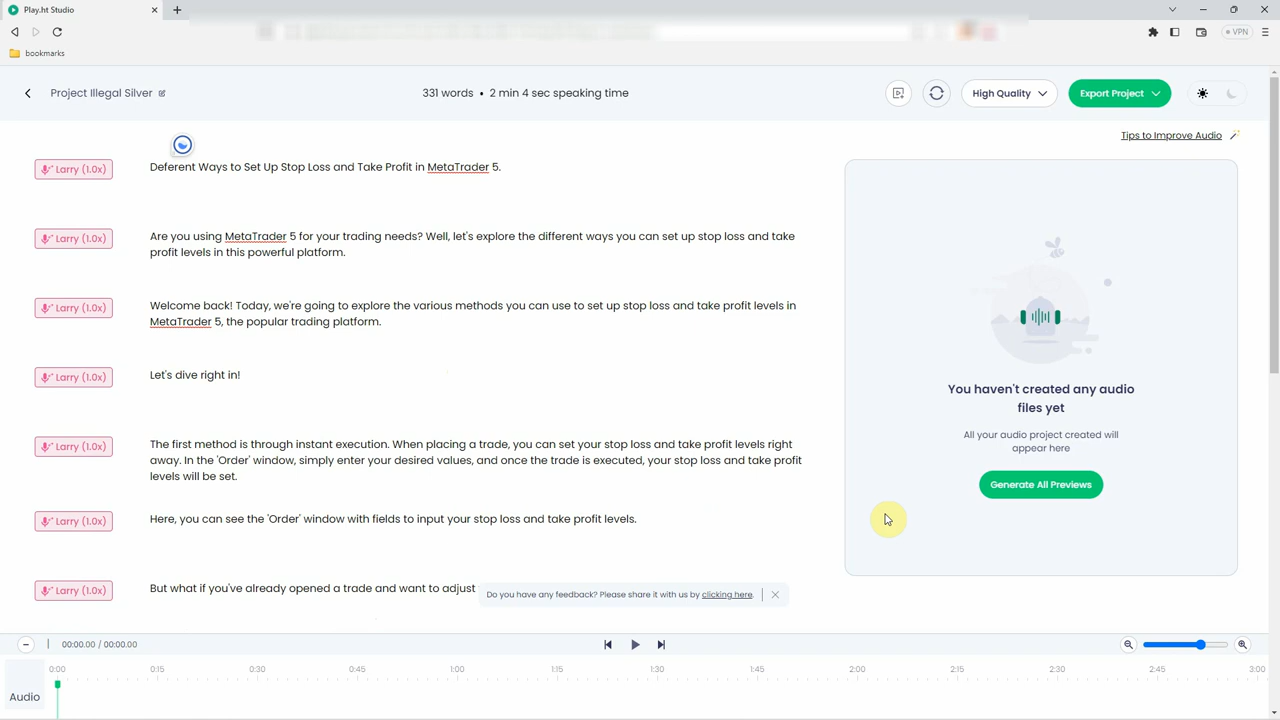 Play.ht Studio
VPN
bookmarks
Project Illegal Silver
331 words • 2 min 4 sec speaking time
High Quality
Export Project
Tips to Improve Audio
Larry (1.0x)
Deferent Ways to Set Up Stop Loss and Take Profit in MetaTrader 5.
Larry (1.0x)
Are you using MetaTrader 5 for your trading needs? Well, let's explore the different ways you can set up stop loss and take
profit levels in this powerful platform.
Larry (1.0x)
Welcome back! Today, we're going to explore the various methods you can use to set up stop loss and take profit levels in
MetaTrader 5, the popular trading platform.
Larry (1.0x)
Let's dive right in!
Larry (1.0x)
The first method is through instant execution. When placing a trade, you can set your stop loss and take profit levels right
away. In the 'Order' window, simply enter your desired values, and once the trade is executed, your stop loss and take profit
levels will be set.
Larry (1.0x)
Here, you can see the 'Order' window with fields to input your stop loss and take profit levels.
Larry (1.0x)
But what if you've already opened a trade and want to adjust
You haven't created any audio
files yet
All your audio project created will
appear here
Generate All Previews
Do you have any feedback? Please share it with us by clicking here.
00:00.00 / 00:00.00
0:00 0:15 0:30 0:45 1:00 1:15 1:30 1:45 2:00 2:15 2:30 2:45 3:00
Audio